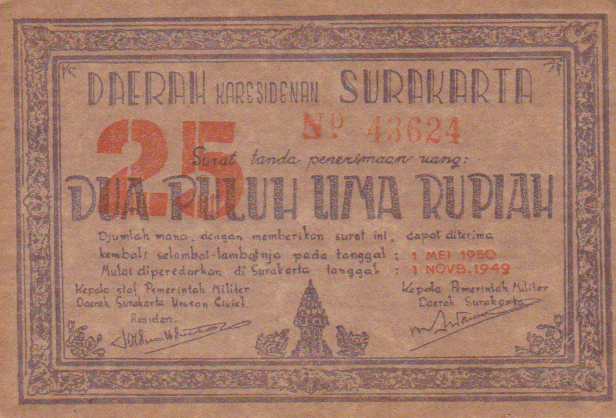 DAERAH KARESIDENAN SURAKARTA
25
Nº 43624
Surat tanda penerimaan uang:
DUA PULUH LIMA RUPIAH
Djumlah mana, dengan memberikan surat ini, dapat diterima
kembali selambat-lambatnja pada tanggal : 1 MEI 1950
Mulai diperedarkan di Surakarta tanggal : 1 NOVB. 1949
Kepala staf Pemerintah Militer
Daerah Surakarta Urusan Civiel.
Residen.
Kepala Pemerintah Militer
Daerah Surakarta